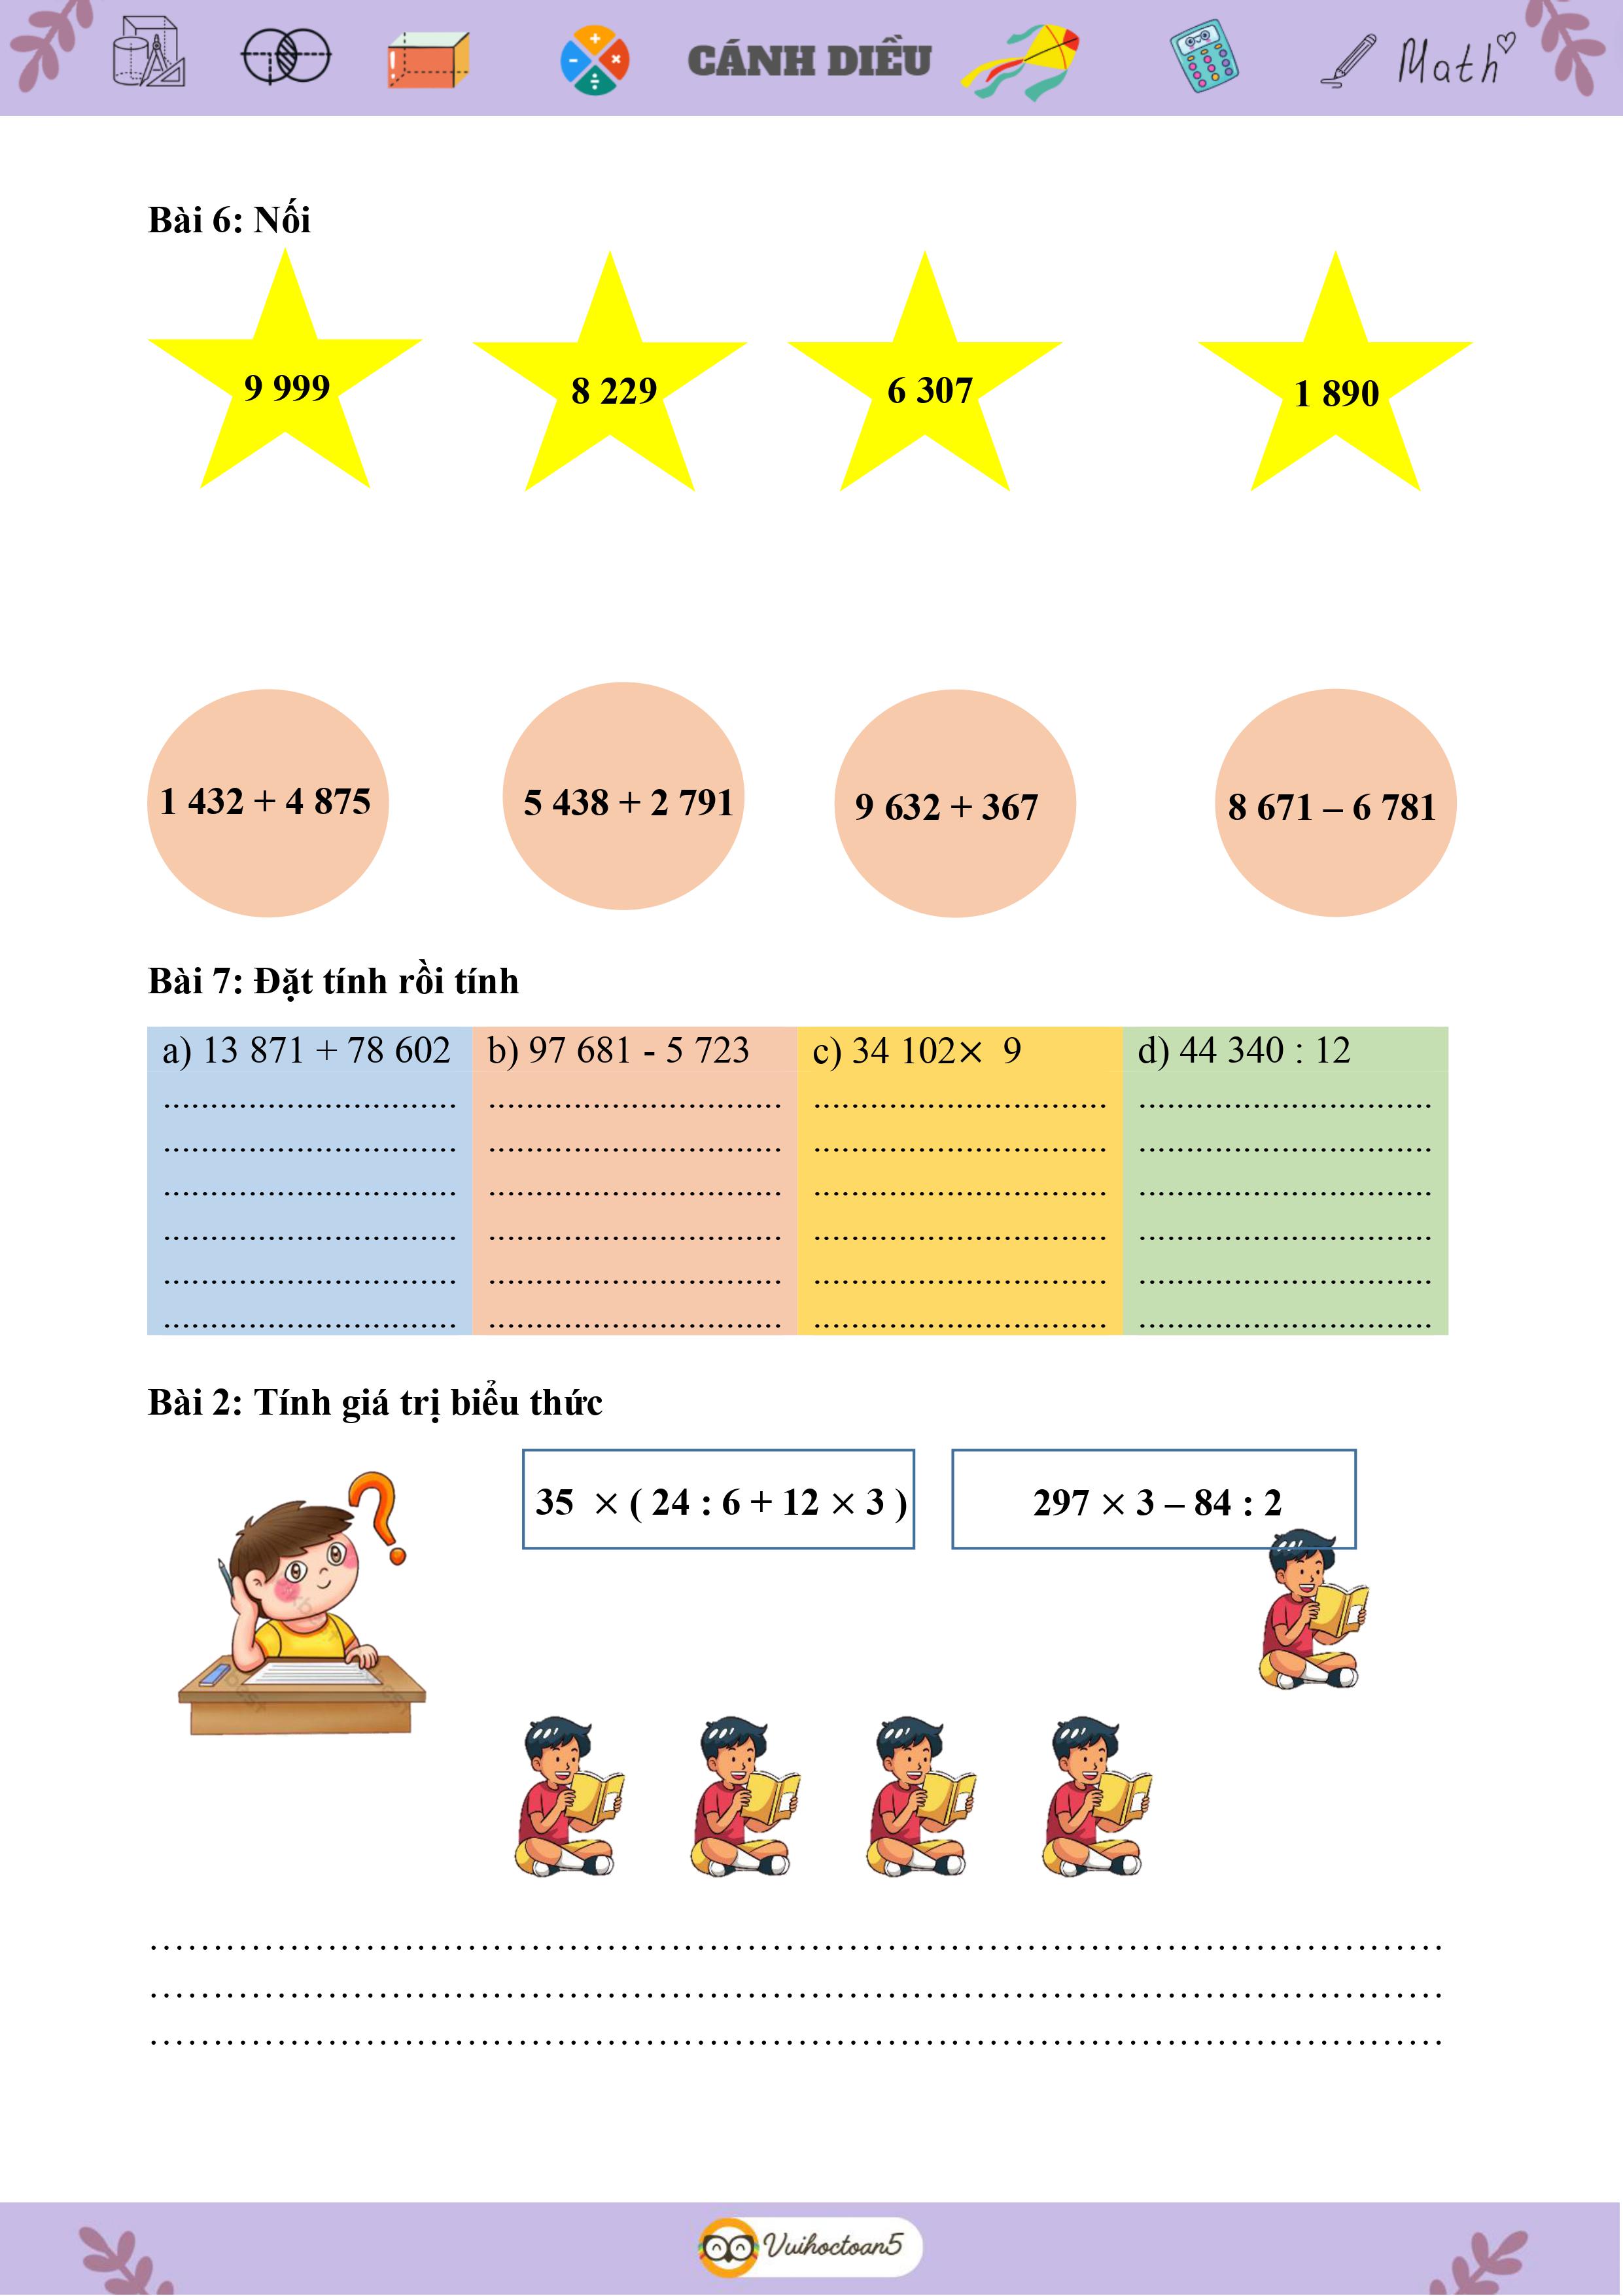 CÁNH DIỀU
Math
Bài 6: Nối
9 999
8 229
6 307
1 890
1 432 + 4 875
5 438 + 2 791
9 632 + 367
8 671 – 6 781
Bài 7: Đặt tính rồi tính
a) 13 871 + 78 602
b) 97 681 - 5 723
c) 34 102× 9
d) 44 340 : 12
Bài 2: Tính giá trị biểu thức
35 × ( 24 : 6 + 12 × 3 )
297 × 3 – 84 : 2
Vuihoctoan5